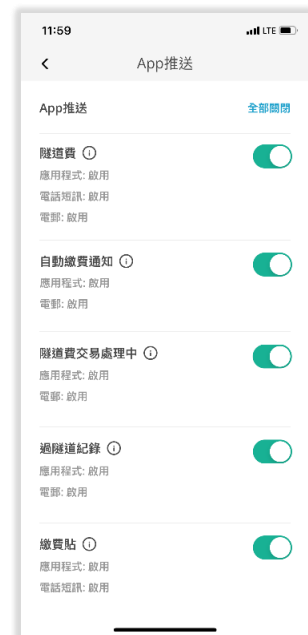 11:59
LTE
App推送
App推送
全部關閉
隧道費
應用程式: 啟用
電話短訊: 啟用
電郵: 啟用
自動繳費通知
應用程式: 啟用
電郵: 啟用
隧道費交易處理中
應用程式: 啟用
電郵: 啟用
過隧道紀錄
應用程式: 啟用
電郵: 啟用
繳費貼
應用程式: 啟用
電話短訊: 啟用